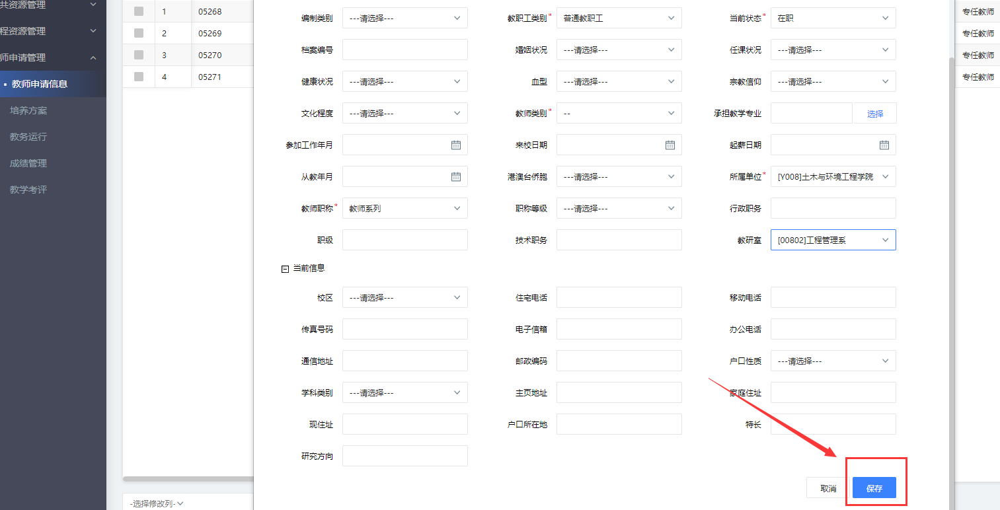 共资源管理
程资源管理
师申请管理
教师申请信息
培养方案
教务运行
成绩管理
教学考评
1 05268
2 05269
3 05270
4 05271
-选择修改列-
编制类别 ---请选择--- 教职工类别* 普通教职工 当前状态* 在职
档案编号 婚姻状况 ---请选择--- 任课状况 ---请选择---
健康状况 ---请选择--- 血型 ---请选择--- 宗教信仰 ---请选择---
文化程度 ---请选择--- 教师类别* -- 承担教学专业 选择
参加工作年月 来校日期 起薪日期
从教年月 港澳台侨胞 ---请选择--- 所属单位* [Y008]土木与环境工程学院
教师职称* 教师系列 职称等级 ---请选择--- 行政职务
职级 技术职务 教研室 [00802]工程管理系
当前信息
校区 ---请选择--- 住宅电话 移动电话
传真号码 电子信箱 办公电话
通信地址 邮政编码 户口性质 ---请选择---
学科类别 ---请选择--- 主页地址 家庭住址
现住址 户口所在地 特长
研究方向
取消 保存
专任教师
专任教师
专任教师
专任教师